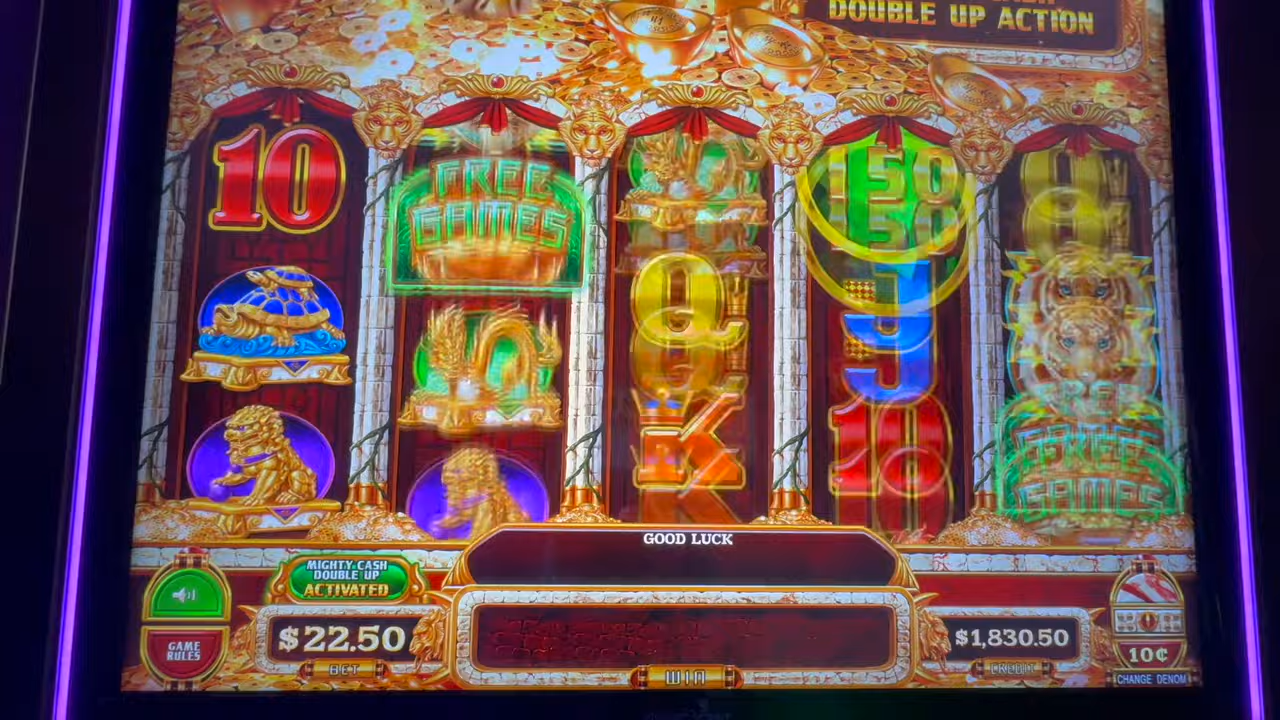 DOUBLE UP ACTION
10
FREE
GAMES
Q
K
150
J
10
Q
FREE
GAMES
GOOD LUCK
MIGHTY CASH
DOUBLE UP
ACTIVATED
$22.50
BET
GAME
RULES
WIN
$1,830.50
CREDIT
10¢
CHANGE DENOM